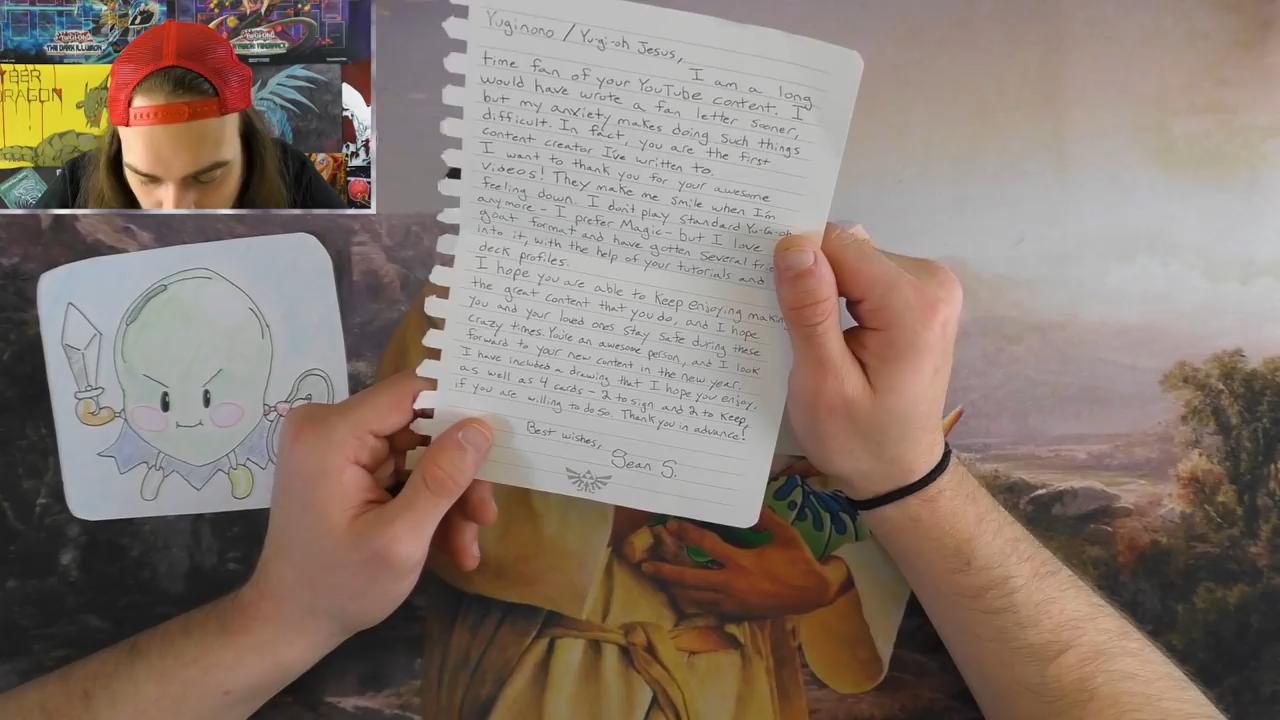 THE DARK ILLUSION
CYBER
DRAGON
Yuginono / Yu-gi-oh Jesus,
I am a long
time fan of your YouTube content. I
would have wrote a fan letter sooner,
but my anxiety makes doing such things
difficult. In fact, you are the first
content creator I've written to.
I want to thank you for your awesome
videos! They make me smile when I'm
feeling down. I don't play standard Yu-Gi-oh
anymore - I prefer Magic - but I love
goat format and have gotten several
into it, with the help of your tutorials and
deck profiles.
I hope you are able to keep enjoying
the great content that you do, and I hope
you and your loved ones stay safe during these
crazy times. You're an awesome person, and I look
forward to your new content in the new year.
I have included a drawing that I hope you enjoy,
as well as 4 cards - 2 to sign and 2 to keep,
if you are willing to do so. Thank you in advance!
Best wishes,
Sean S.